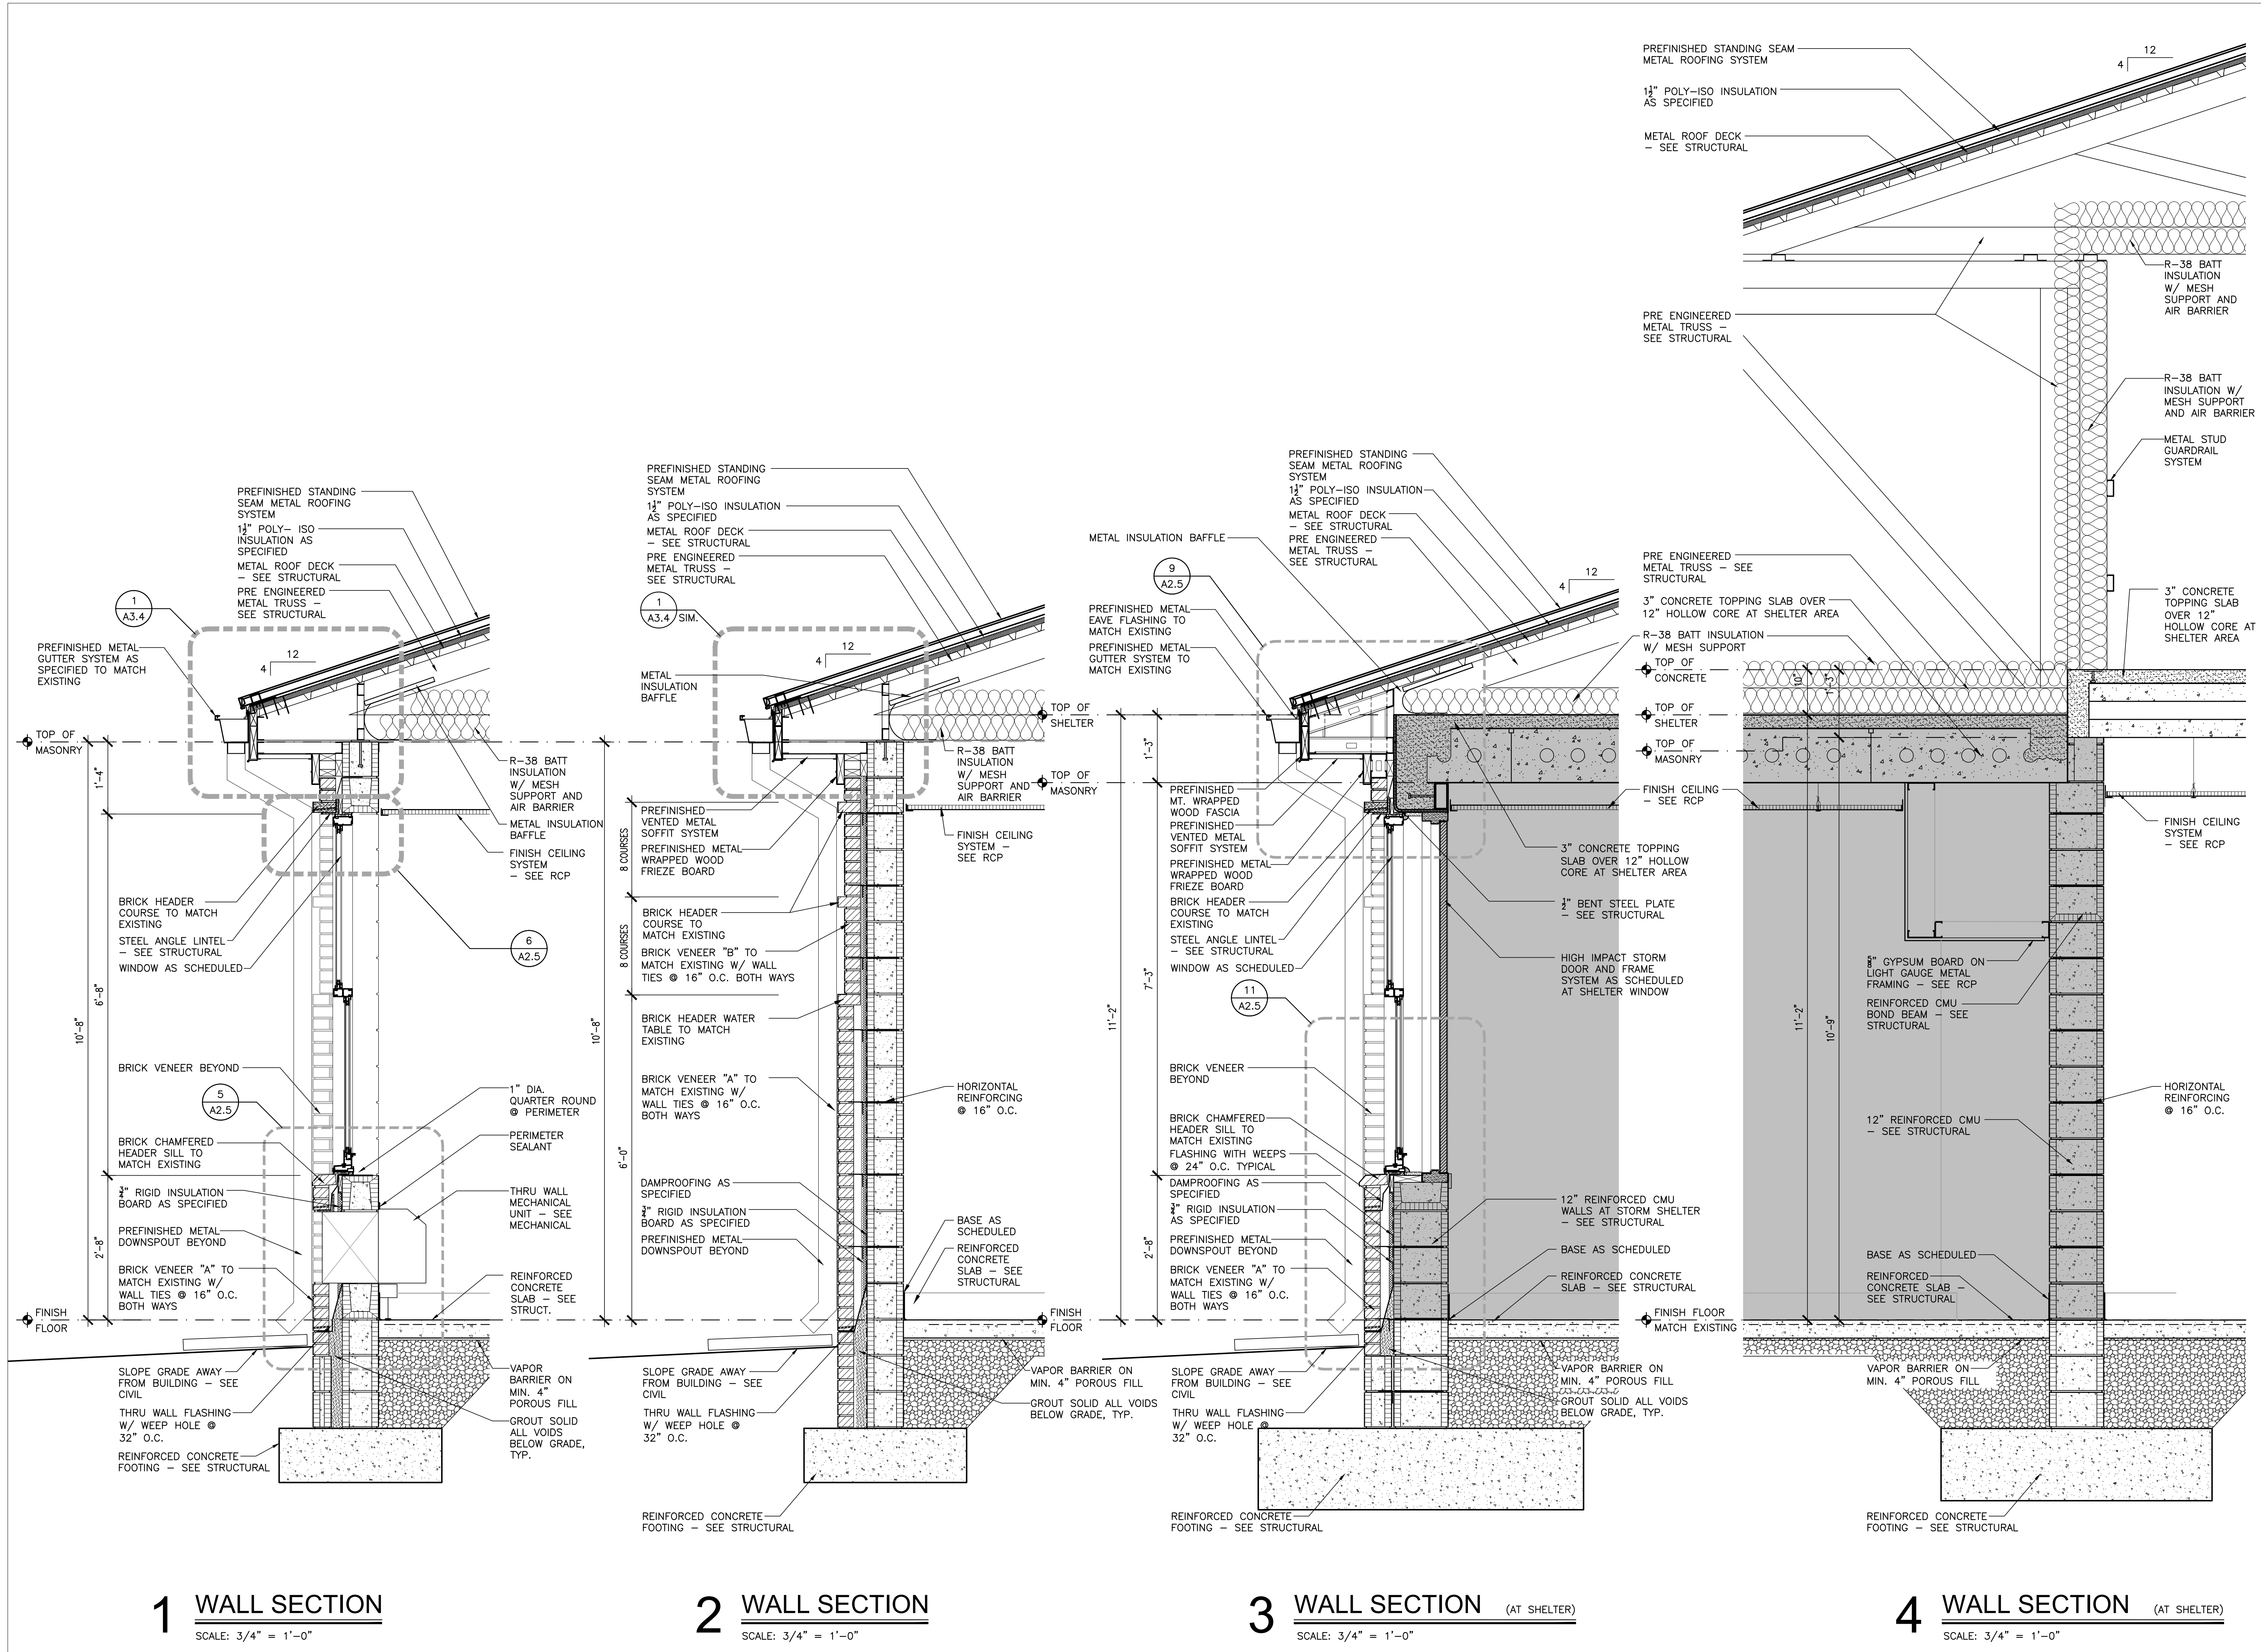 PREFINISHED STANDING
SEAM METAL ROOFING
SYSTEM
1½" POLY- ISO
INSULATION AS
SPECIFIED
METAL ROOF DECK
- SEE STRUCTURAL
PRE ENGINEERED
METAL TRUSS -
SEE STRUCTURAL
1
A3.4
PREFINISHED METAL
GUTTER SYSTEM AS
SPECIFIED TO MATCH
EXISTING
12
4
TOP OF
MASONRY
1'-4"
10'-8"
6'-8"
2'-8"
R-38 BATT
INSULATION
W/ MESH
SUPPORT AND
AIR BARRIER
METAL INSULATION
BAFFLE
FINISH CEILING
SYSTEM
- SEE RCP
BRICK HEADER
COURSE TO MATCH
EXISTING
STEEL ANGLE LINTEL
- SEE STRUCTURAL
WINDOW AS SCHEDULED
6
A2.5
BRICK VENEER BEYOND
5
A2.5
1" DIA.
QUARTER ROUND
@ PERIMETER
PERIMETER
SEALANT
BRICK CHAMFERED
HEADER SILL TO
MATCH EXISTING
¾" RIGID INSULATION
BOARD AS SPECIFIED
THRU WALL
MECHANICAL
UNIT - SEE
MECHANICAL
PREFINISHED METAL
DOWNSPOUT BEYOND
BRICK VENEER "A" TO
MATCH EXISTING W/
WALL TIES @ 16" O.C.
BOTH WAYS
REINFORCED
CONCRETE
SLAB - SEE
STRUCT.
FINISH
FLOOR
SLOPE GRADE AWAY
FROM BUILDING - SEE
CIVIL
THRU WALL FLASHING
W/ WEEP HOLE @
32" O.C.
REINFORCED CONCRETE
FOOTING - SEE STRUCTURAL
VAPOR
BARRIER ON
MIN. 4"
POROUS FILL
GROUT SOLID
ALL VOIDS
BELOW GRADE,
TYP.
1 WALL SECTION
SCALE: 3/4" = 1'-0"
PREFINISHED STANDING
SEAM METAL ROOFING
SYSTEM
1½" POLY-ISO INSULATION
AS SPECIFIED
METAL ROOF DECK
- SEE STRUCTURAL
PRE ENGINEERED
METAL TRUSS -
SEE STRUCTURAL
1
A3.4 SIM.
12
4
METAL
INSULATION
BAFFLE
R-38 BATT
INSULATION
W/ MESH
SUPPORT AND
AIR BARRIER
PREFINISHED
VENTED METAL
SOFFIT SYSTEM
PREFINISHED METAL
WRAPPED WOOD
FRIEZE BOARD
FINISH CEILING
SYSTEM -
SEE RCP
8 COURSES
8 COURSES
10'-8"
6'-0"
BRICK HEADER
COURSE TO
MATCH EXISTING
BRICK VENEER "B" TO
MATCH EXISTING W/ WALL
TIES @ 16" O.C. BOTH WAYS
BRICK HEADER WATER
TABLE TO MATCH
EXISTING
BRICK VENEER "A" TO
MATCH EXISTING W/
WALL TIES @ 16" O.C.
BOTH WAYS
HORIZONTAL
REINFORCING
@ 16" O.C.
DAMPROOFING AS
SPECIFIED
¾" RIGID INSULATION
BOARD AS SPECIFIED
PREFINISHED METAL
DOWNSPOUT BEYOND
BASE AS
SCHEDULED
REINFORCED
CONCRETE
SLAB - SEE
STRUCTURAL
FINISH
FLOOR
SLOPE GRADE AWAY
FROM BUILDING - SEE
CIVIL
THRU WALL FLASHING
W/ WEEP HOLE @
32" O.C.
VAPOR BARRIER ON
MIN. 4" POROUS FILL
GROUT SOLID ALL VOIDS
BELOW GRADE, TYP.
REINFORCED CONCRETE
FOOTING - SEE STRUCTURAL
2 WALL SECTION
SCALE: 3/4" = 1'-0"
PREFINISHED STANDING
SEAM METAL ROOFING
SYSTEM
1½" POLY-ISO INSULATION
AS SPECIFIED
METAL ROOF DECK
- SEE STRUCTURAL
PRE ENGINEERED
METAL TRUSS -
SEE STRUCTURAL
METAL INSULATION BAFFLE
9
A2.5
12
4
PREFINISHED METAL
EAVE FLASHING TO
MATCH EXISTING
PREFINISHED METAL
GUTTER SYSTEM TO
MATCH EXISTING
TOP OF
SHELTER
TOP OF
MASONRY
1'-3"
11'-2"
7'-3"
2'-8"
PREFINISHED
MT. WRAPPED
WOOD FASCIA
PREFINISHED
VENTED METAL
SOFFIT SYSTEM
PREFINISHED METAL
WRAPPED WOOD
FRIEZE BOARD
BRICK HEADER
COURSE TO MATCH
EXISTING
STEEL ANGLE LINTEL
- SEE STRUCTURAL
WINDOW AS SCHEDULED
11
A2.5
3" CONCRETE TOPPING
SLAB OVER 12" HOLLOW
CORE AT SHELTER AREA
½" BENT STEEL PLATE
- SEE STRUCTURAL
HIGH IMPACT STORM
DOOR AND FRAME
SYSTEM AS SCHEDULED
AT SHELTER WINDOW
BRICK VENEER
BEYOND
BRICK CHAMFERED
HEADER SILL TO
MATCH EXISTING
FLASHING WITH WEEPS
@ 24" O.C. TYPICAL
DAMPROOFING AS
SPECIFIED
¾" RIGID INSULATION
AS SPECIFIED
PREFINISHED METAL
DOWNSPOUT BEYOND
BRICK VENEER "A" TO
MATCH EXISTING W/
WALL TIES @ 16" O.C.
BOTH WAYS
12" REINFORCED CMU
WALLS AT STORM SHELTER
- SEE STRUCTURAL
BASE AS SCHEDULED
REINFORCED CONCRETE
SLAB - SEE STRUCTURAL
SLOPE GRADE AWAY
FROM BUILDING - SEE
CIVIL
THRU WALL FLASHING
W/ WEEP HOLE @
32" O.C.
VAPOR BARRIER ON
MIN. 4" POROUS FILL
GROUT SOLID ALL VOIDS
BELOW GRADE, TYP.
REINFORCED CONCRETE
FOOTING - SEE STRUCTURAL
3 WALL SECTION (AT SHELTER)
SCALE: 3/4" = 1'-0"
PREFINISHED STANDING SEAM
METAL ROOFING SYSTEM
12
4
1½" POLY-ISO INSULATION
AS SPECIFIED
METAL ROOF DECK
- SEE STRUCTURAL
R-38 BATT
INSULATION
W/ MESH
SUPPORT AND
AIR BARRIER
PRE ENGINEERED
METAL TRUSS -
SEE STRUCTURAL
R-38 BATT
INSULATION W/
MESH SUPPORT
AND AIR BARRIER
METAL STUD
GUARDRAIL
SYSTEM
PRE ENGINEERED
METAL TRUSS - SEE
STRUCTURAL
3" CONCRETE TOPPING SLAB OVER
12" HOLLOW CORE AT SHELTER AREA
R-38 BATT INSULATION
W/ MESH SUPPORT
3" CONCRETE
TOPPING SLAB
OVER 12"
HOLLOW CORE AT
SHELTER AREA
TOP OF
CONCRETE
TOP OF
SHELTER
TOP OF
MASONRY
10"
1'-3"
11'-2"
10'-9"
FINISH CEILING
- SEE RCP
FINISH CEILING
SYSTEM
- SEE RCP
⅝" GYPSUM BOARD ON
LIGHT GAUGE METAL
FRAMING - SEE RCP
REINFORCED CMU
BOND BEAM - SEE
STRUCTURAL
HORIZONTAL
REINFORCING
@ 16" O.C.
12" REINFORCED CMU
- SEE STRUCTURAL
BASE AS SCHEDULED
REINFORCED
CONCRETE SLAB -
SEE STRUCTURAL
FINISH FLOOR
MATCH EXISTING
VAPOR BARRIER ON
MIN. 4" POROUS FILL
REINFORCED CONCRETE
FOOTING - SEE STRUCTURAL
4 WALL SECTION (AT SHELTER)
SCALE: 3/4" = 1'-0"